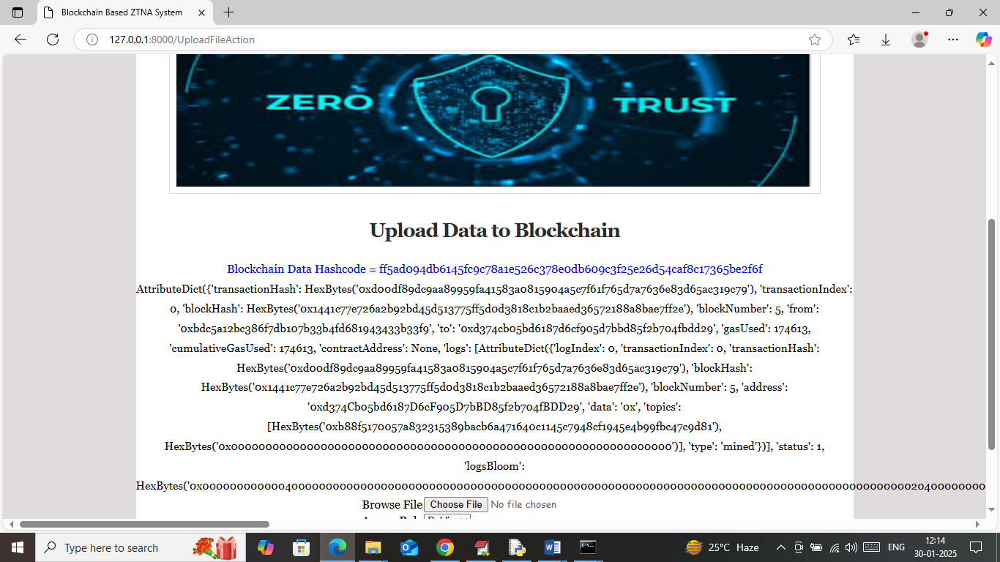 Blockchain Based ZTNA System
127.0.0.1:8000/UploadFileAction
ZERO
TRUST
Upload Data to Blockchain
Blockchain Data Hashcode = ff5ad094db6145fc9c78a1e526c378e0db609c3f25e26d54caf8c17365be2f6f
AttributeDict({'transactionHash': HexBytes('0xd00df89dc9aa89959fa41583a0815904a5c7f61f765d7a7636e83d65ac319c79'), 'transactionIndex':
0, 'blockHash': HexBytes('0x1441c77e726a2b92bd45d513775ff5d0d3818c1b2baaed36572188a8bae7ff2e'), 'blockNumber': 5, 'from':
'0xbdc5a12bc386f7db107b33b4fd681943433b33f9', 'to': '0xd374cb05bd6187d6cf905d7bbd85f2b704fbdd29', 'gasUsed': 174613,
'cumulativeGasUsed': 174613, 'contractAddress': None, 'logs': [AttributeDict({'logIndex': 0, 'transactionIndex': 0, 'transactionHash':
HexBytes('0xd00df89dc9aa89959fa41583a0815904a5c7f61f765d7a7636e83d65ac319c79'), 'blockHash':
HexBytes('0x1441c77e726a2b92bd45d513775ff5d0d3818c1b2baaed36572188a8bae7ff2e'), 'blockNumber': 5, 'address':
'0xd374Cb05bd6187D6cF905D7bBD85f2b704fBDD29', 'data': '0x', 'topics':
[HexBytes('0xb88f5170057a832315389bacb6a471640c1145c7948cf1945e4b99fbc47c9d81'),
HexBytes('0x0000000000000000000000000000000000000000000000000000000000000000')], 'type': 'mined'})], 'status': 1,
'logsBloom':
Browse File Choose File No file chosen
Type here to search
25°C Haze
ENG
12:14
30-01-2025